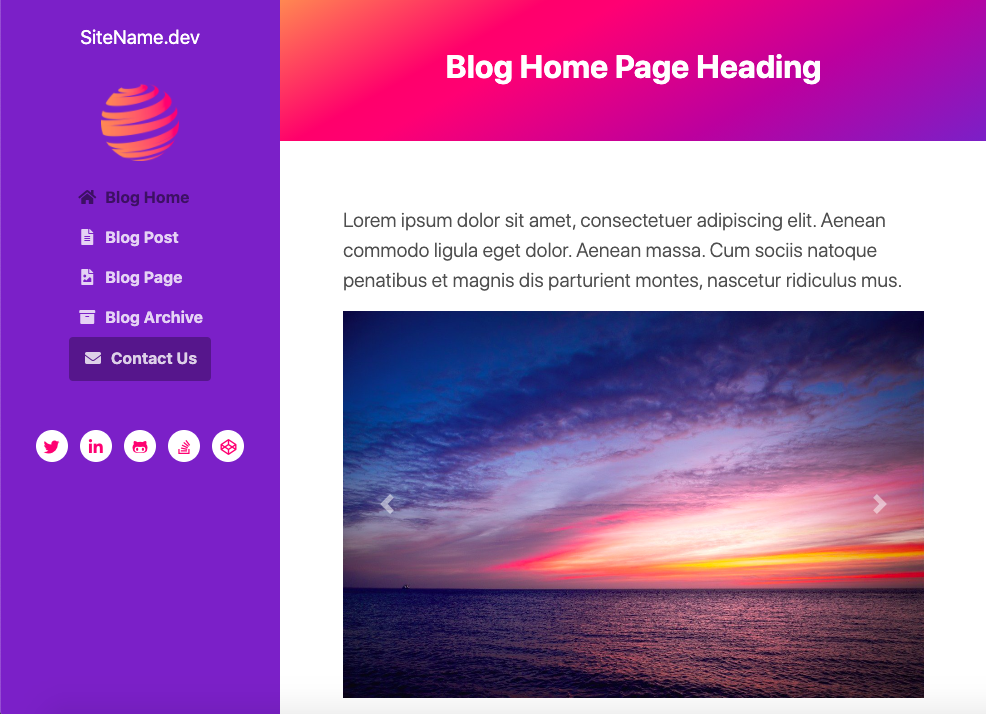 SiteName.dev
Blog Home
Blog Post
Blog Page
Blog Archive
Contact Us
Blog Home Page Heading
Lorem ipsum dolor sit amet, consectetuer adipiscing elit. Aenean
commodo ligula eget dolor. Aenean massa. Cum sociis natoque
penatibus et magnis dis parturient montes, nascetur ridiculus mus.